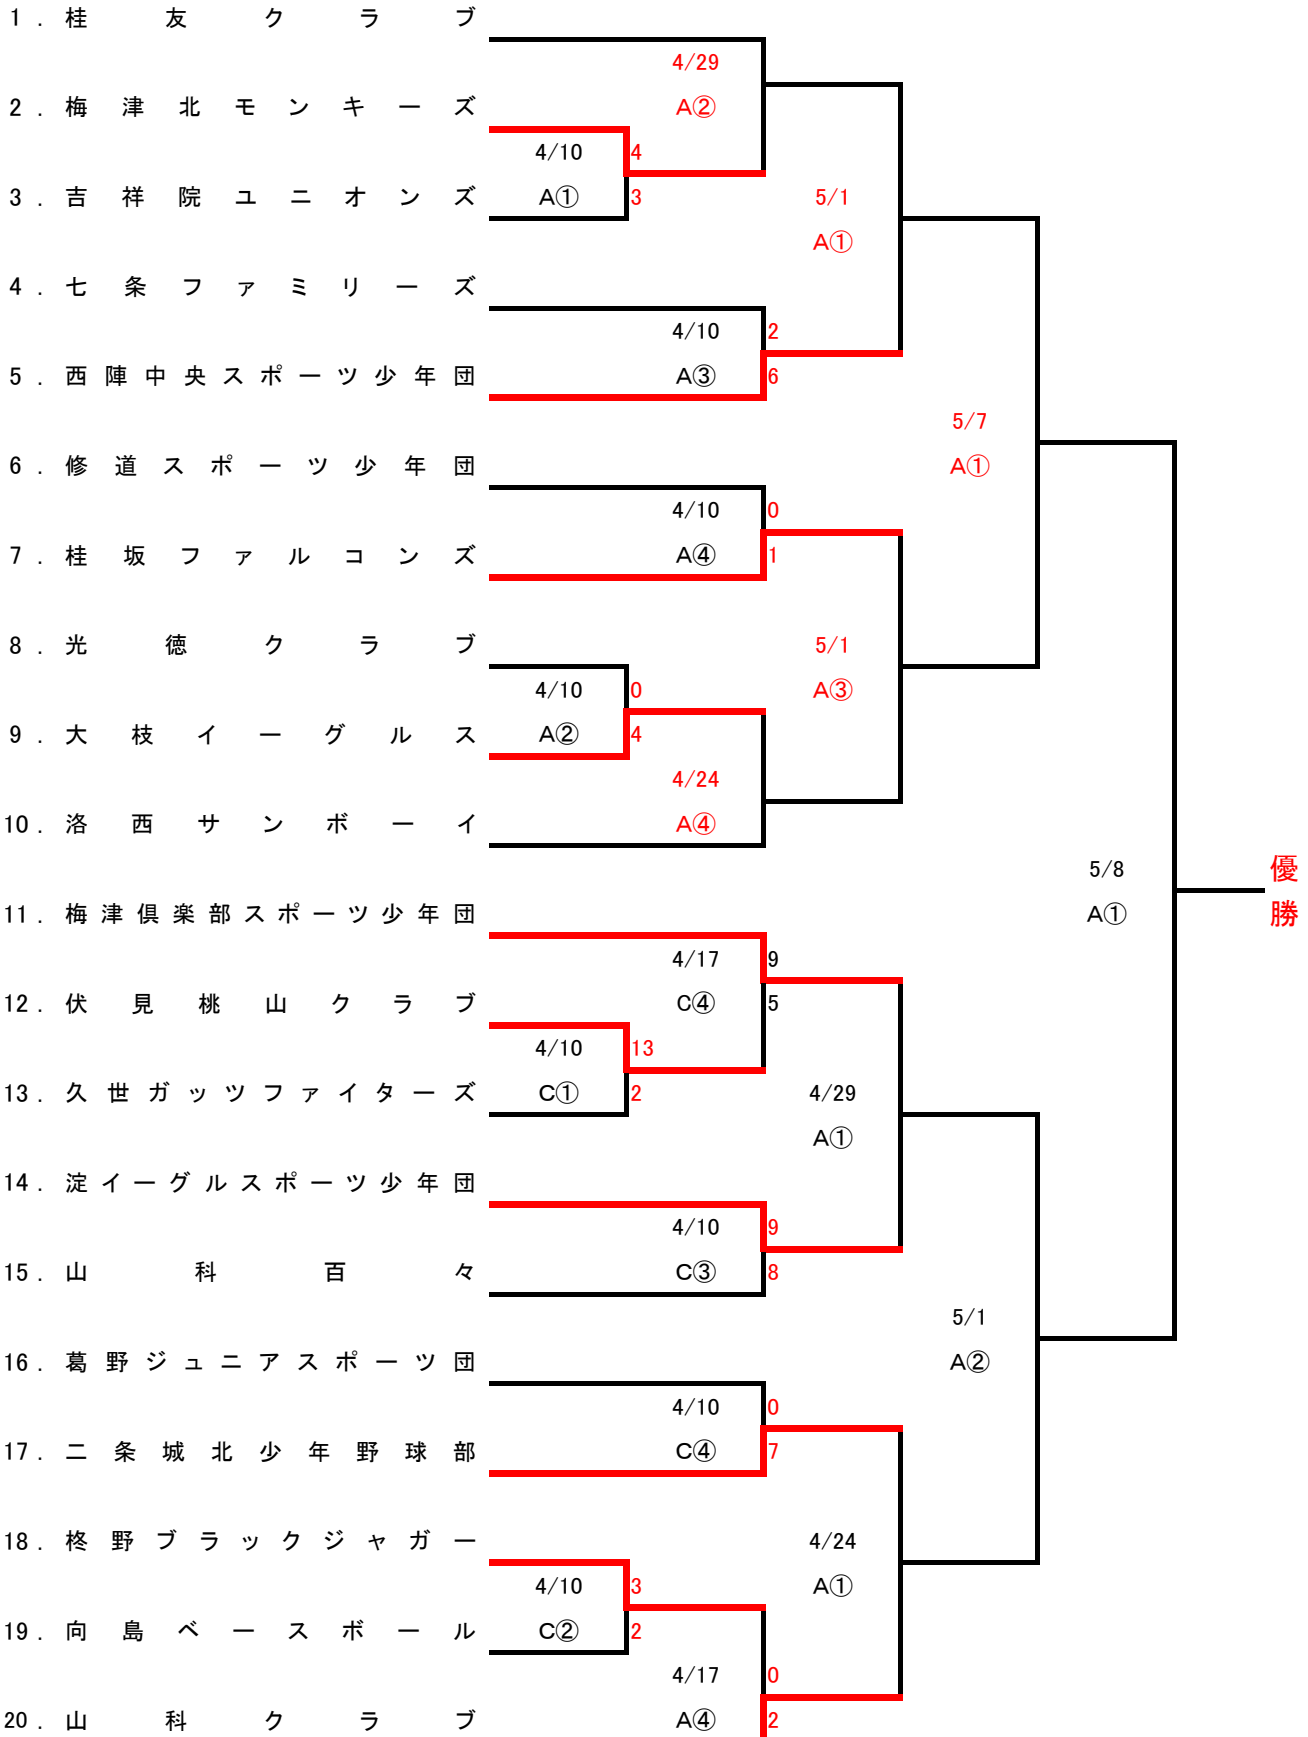 1．桂友クラブ
4/29
2．梅津北モンキーズ
A②
4/10 4
3．吉祥院ユニオンズ
A① 3
5/1
A①
4．七条ファミリーズ
4/10 2
5．西陣中央スポーツ少年団
A③ 6
5/7
6．修道スポーツ少年団
A①
4/10 0
7．桂坂ファルコンズ
A④ 1
8．光徳クラブ
5/1
4/10 0
A③
9．大枝イーグルス
A② 4
4/24
10．洛西サンボーイ
A④
5/8
優
11．梅津倶楽部スポーツ少年団
A①
勝
4/17 9
12．伏見桃山クラブ
C④ 5
4/10 13
13．久世ガッツファイターズ
C① 2
4/29
A①
14．淀イーグルスポーツ少年団
4/10 9
15．山科百々
C③ 8
5/1
16．葛野ジュニアスポーツ団
A②
4/10 0
17．二条城北少年野球部
C④ 7
18．柊野ブラックジャガー
4/24
4/10 3
A①
19．向島ベースボール
C② 2
4/17 0
20．山科クラブ
A④ 2